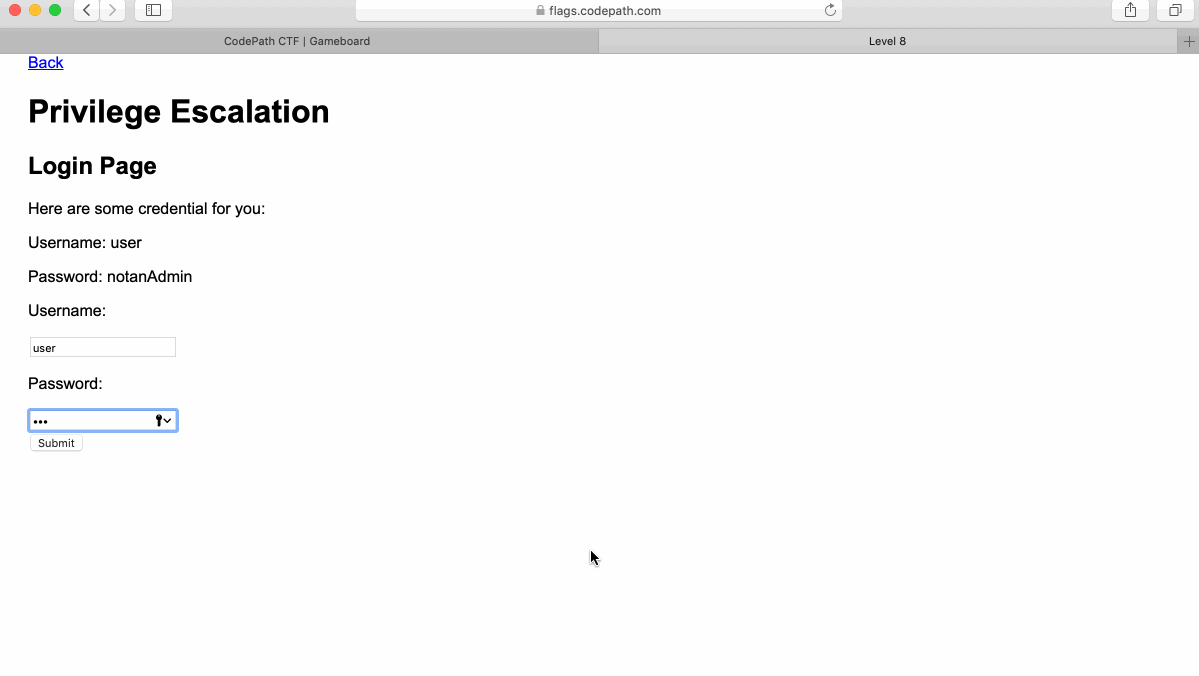 flags.codepath.com
CodePath CTF | Gameboard
Level 8
Back
Privilege Escalation
Login Page
Here are some credential for you:
Username: user
Password: notanAdmin
Username:
user
Password:
•••
Submit